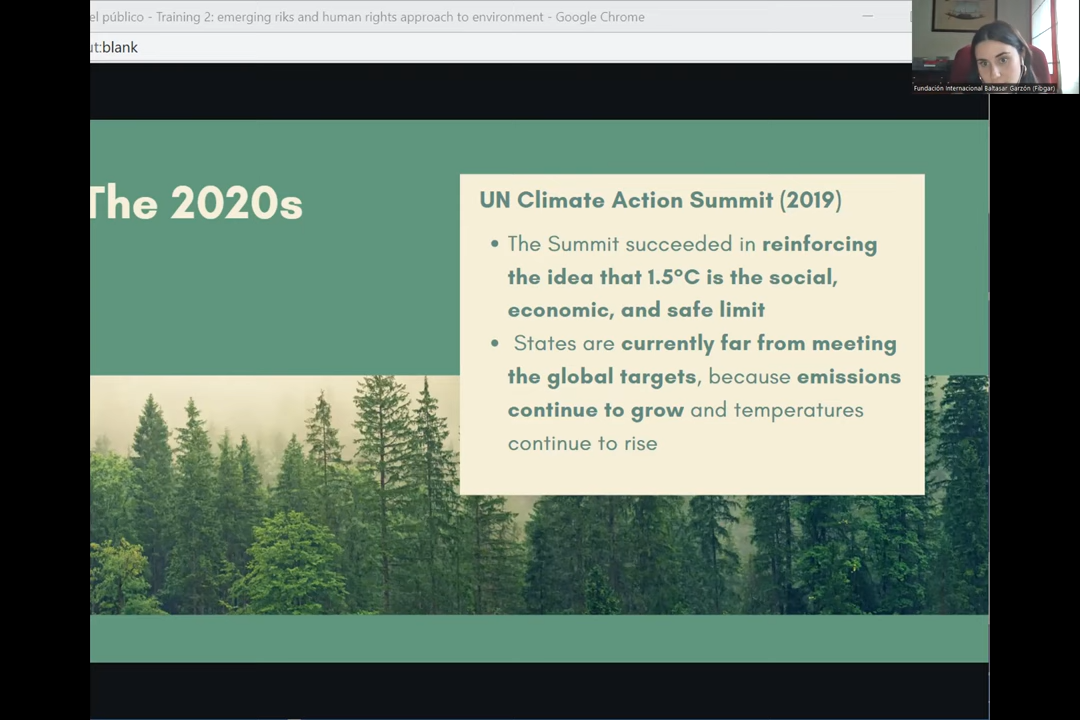 el público - Training 2: emerging riks and human rights approach to environment - Google Chrome
ut:blank
Fundación Internacional Baltasar Garzón (Fibgar)
The 2020s
UN Climate Action Summit (2019)
• The Summit succeeded in reinforcing
the idea that 1.5°C is the social,
economic, and safe limit
• States are currently far from meeting
the global targets, because emissions
continue to grow and temperatures
continue to rise